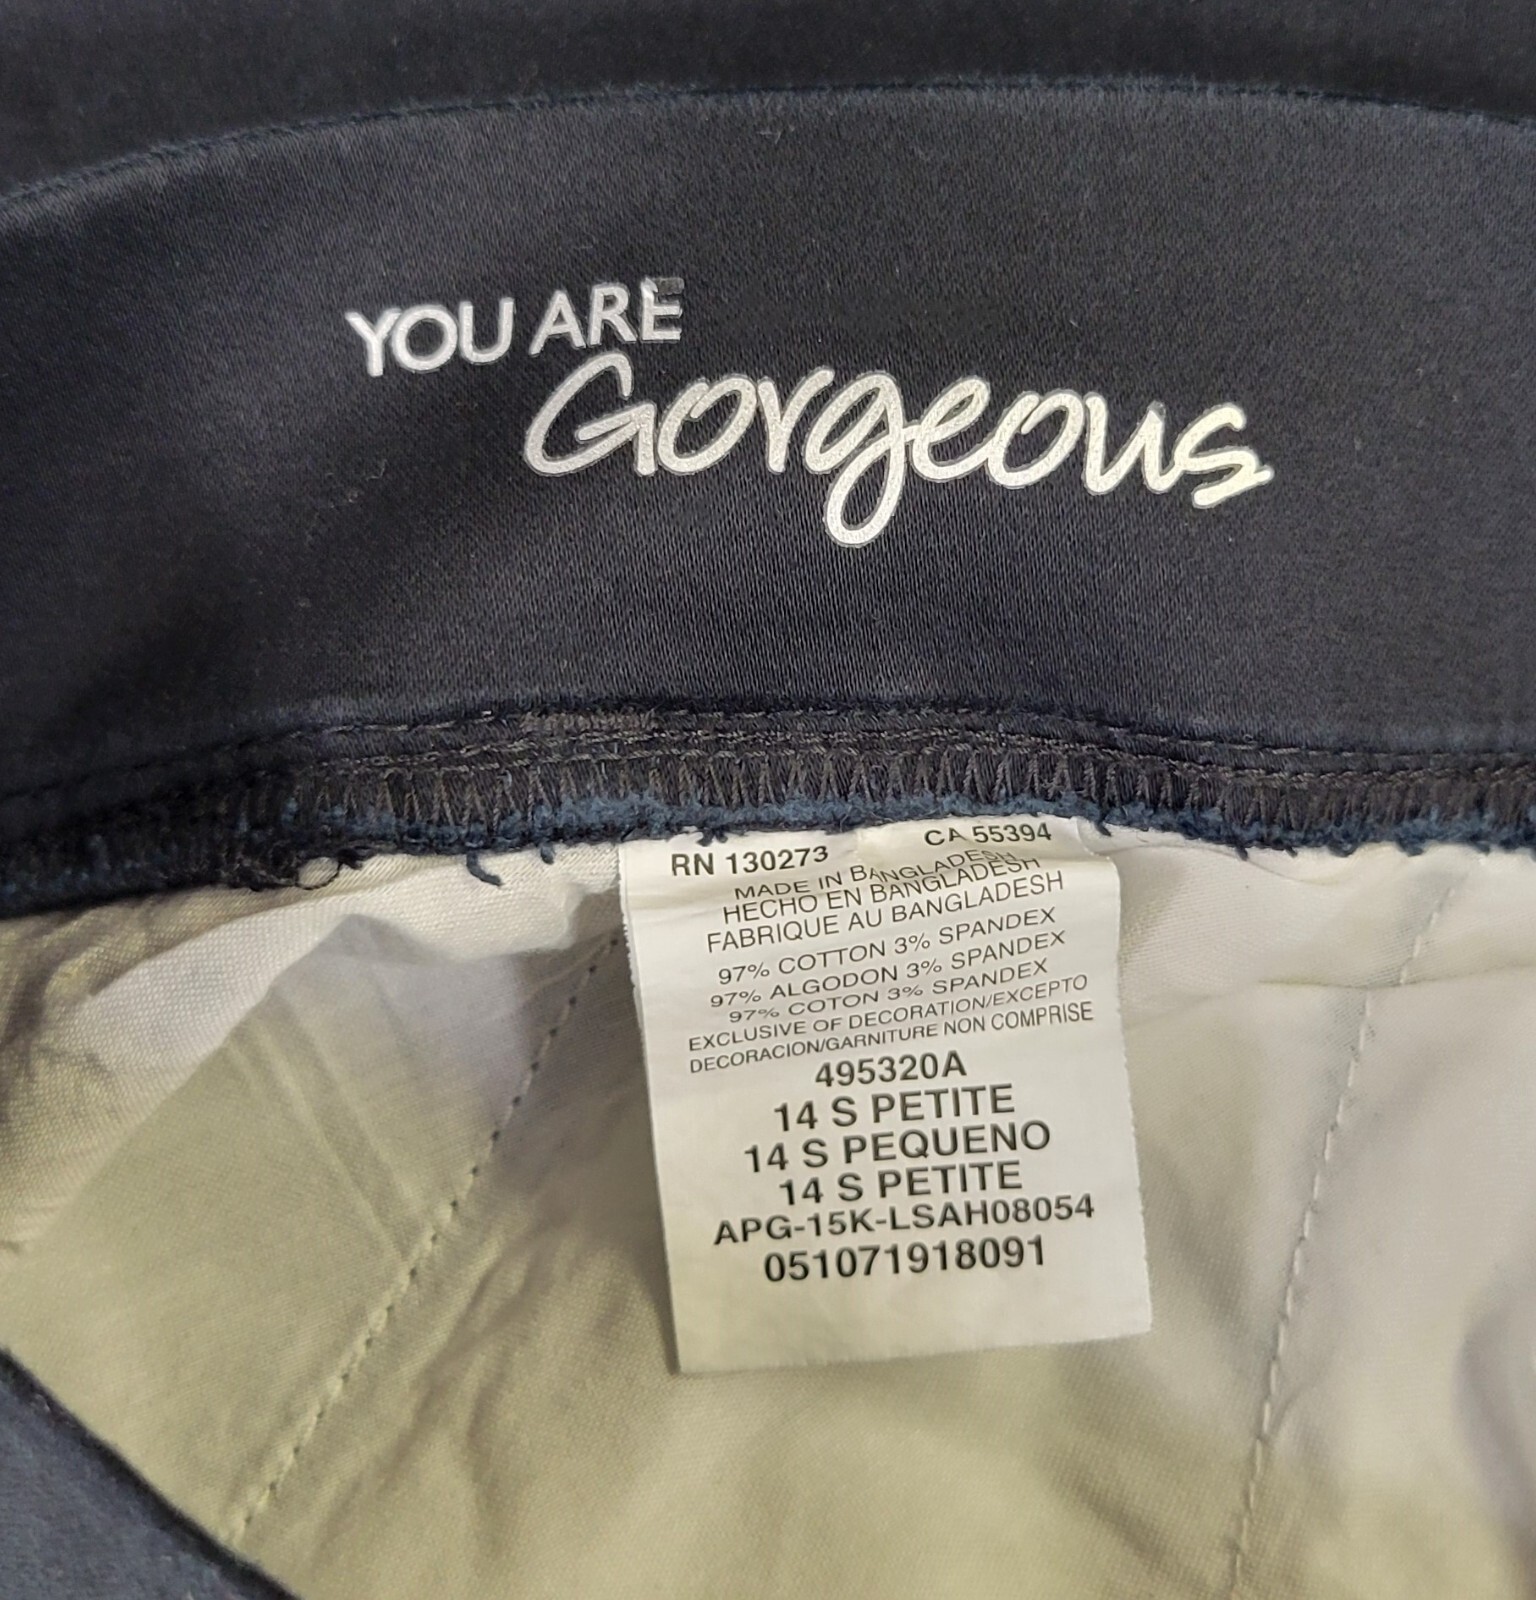 YOU ARE
Gorgeous
RN 130273 CA 55394
MADE IN BANGLADESH
HECHO EN BANGLADESH
FABRIQUE AU BANGLADESH
97% COTTON 3% SPANDEX
97% ALGODON 3% SPANDEX
97% COTON 3% SPANDEX
EXCLUSIVE OF DECORATION/EXCEPTO
DECORACION/GARNITURE NON COMPRISE
495320A
14 S PETITE
14 S PEQUENO
14 S PETITE
APG-15K-LSAH08054
051071918091